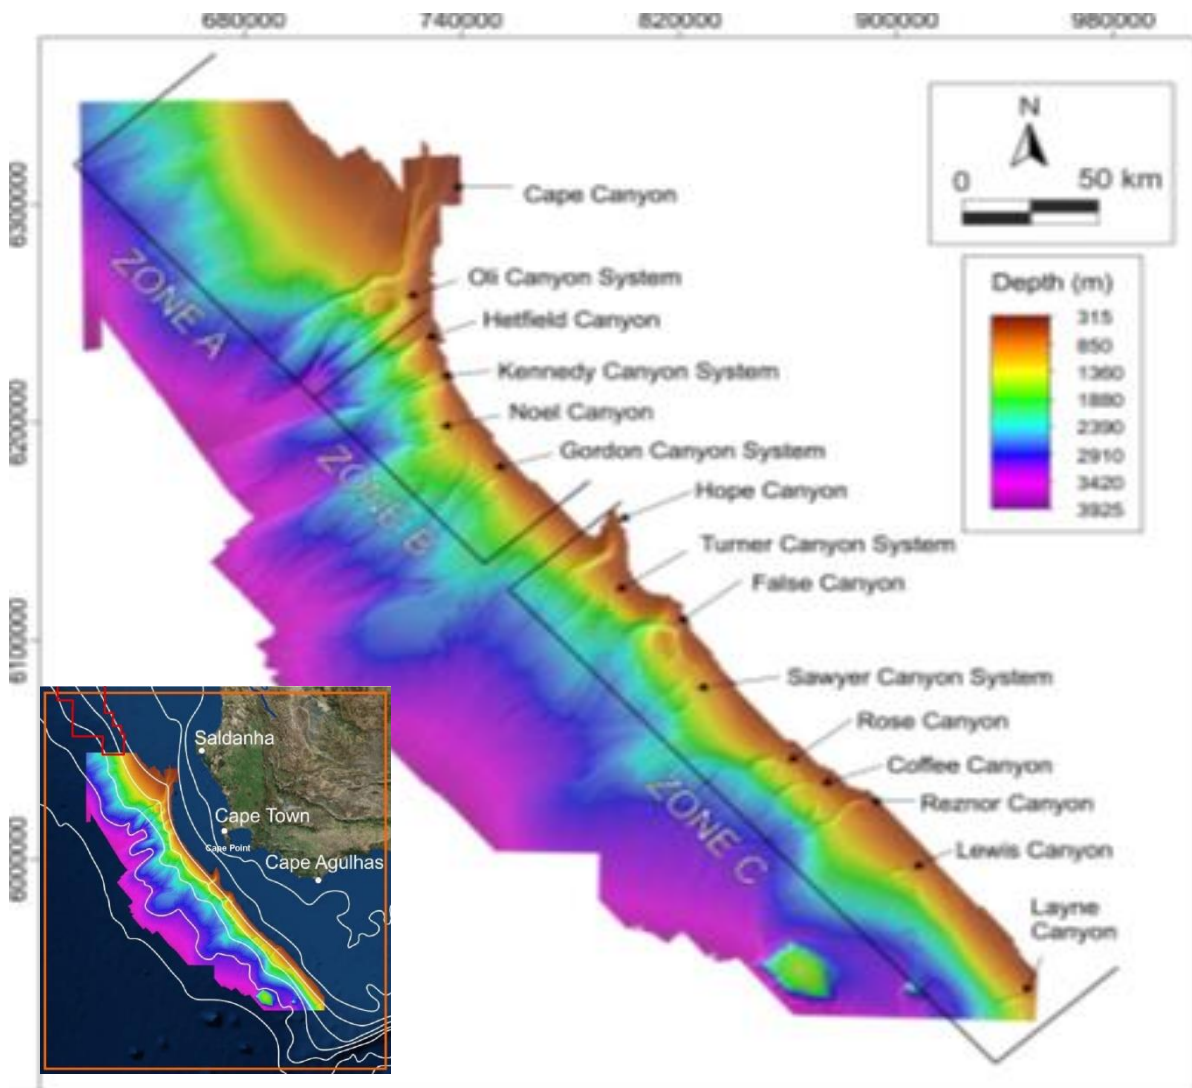 680000 740000 820000 900000 980000
N
0 50 km
6300000
Cape Canyon
Oli Canyon System
Depth (m)
Hetfield Canyon
315
850
ZONE A
Kennedy Canyon System
1360
1880
Noel Canyon
2390
6200000
Gordon Canyon System
2910
ZONE B
3420
Hope Canyon
3925
Turner Canyon System
False Canyon
6100000
Sawyer Canyon System
Rose Canyon
Saldanha
Coffee Canyon
ZONE C
Reznor Canyon
Cape Town
Cape Point
Lewis Canyon
Cape Agulhas
6000000
Layne
Canyon